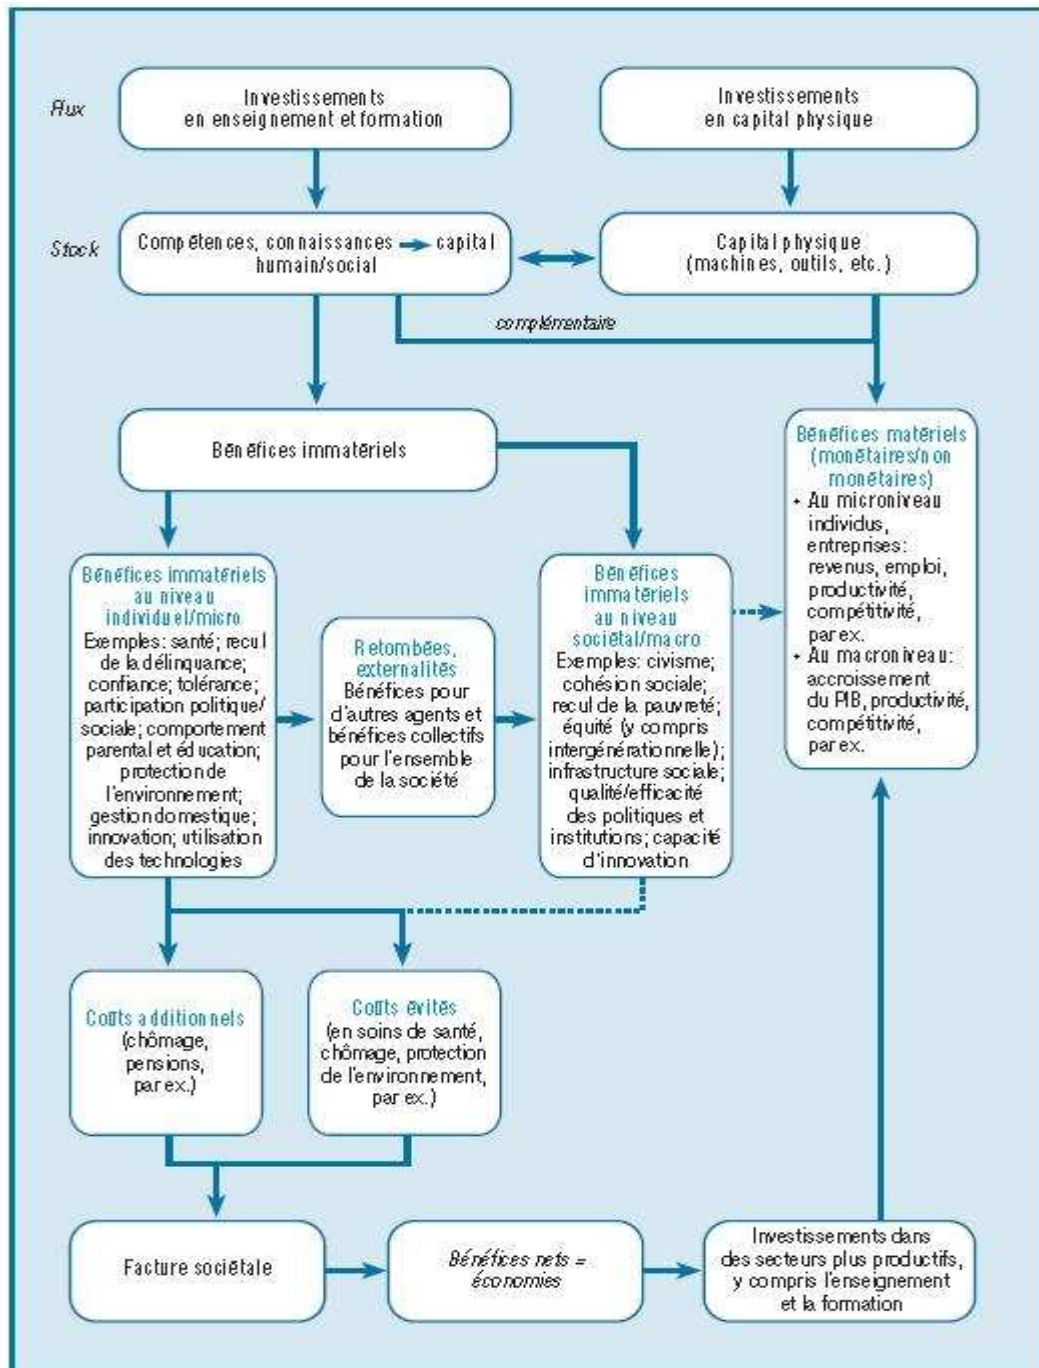 Flux
Investissements
en enseignement et formation
Investissements
en capital physique
Stock
Compétences, connaissances → capital
humain/social
Capital physique
(machines, outils, etc.)
complémentaire
Bénéfices immatériels
Bénéfices matériels
(monétaires/non
monétaires)
• Au microniveau
individus,
entreprises:
revenus, emploi,
productivité,
compétitivité,
par ex.
• Au macroniveau:
accroissement
du PIB, productivité,
compétitivité,
par ex.
Bénéfices immatériels
au niveau
individuel/micro
Exemples: santé; recul
de la délinquance;
confiance; tolérance;
participation politique/
sociale; comportement
parental et éducation;
protection de
l'environnement;
gestion domestique;
innovation; utilisation
des technologies
Retombées,
externalités
Bénéfices pour
d'autres agents et
bénéfices collectifs
pour l'ensemble
de la société
Bénéfices
immatériels
au niveau
sociétal/macro
Exemples: civisme;
cohésion sociale;
recul de la pauvreté;
équité (y compris
intergénérationnelle);
infrastructure sociale;
qualité/efficacité
des politiques et
institutions; capacité
d'innovation
Coûts additionnels
(chômage,
pensions,
par ex.)
Coûts évités
(en soins de santé,
chômage, protection
de l'environnement,
par ex.)
Facture sociétale
Bénéfices nets =
économies
Investissements dans
des secteurs plus productifs,
y compris l'enseignement
et la formation